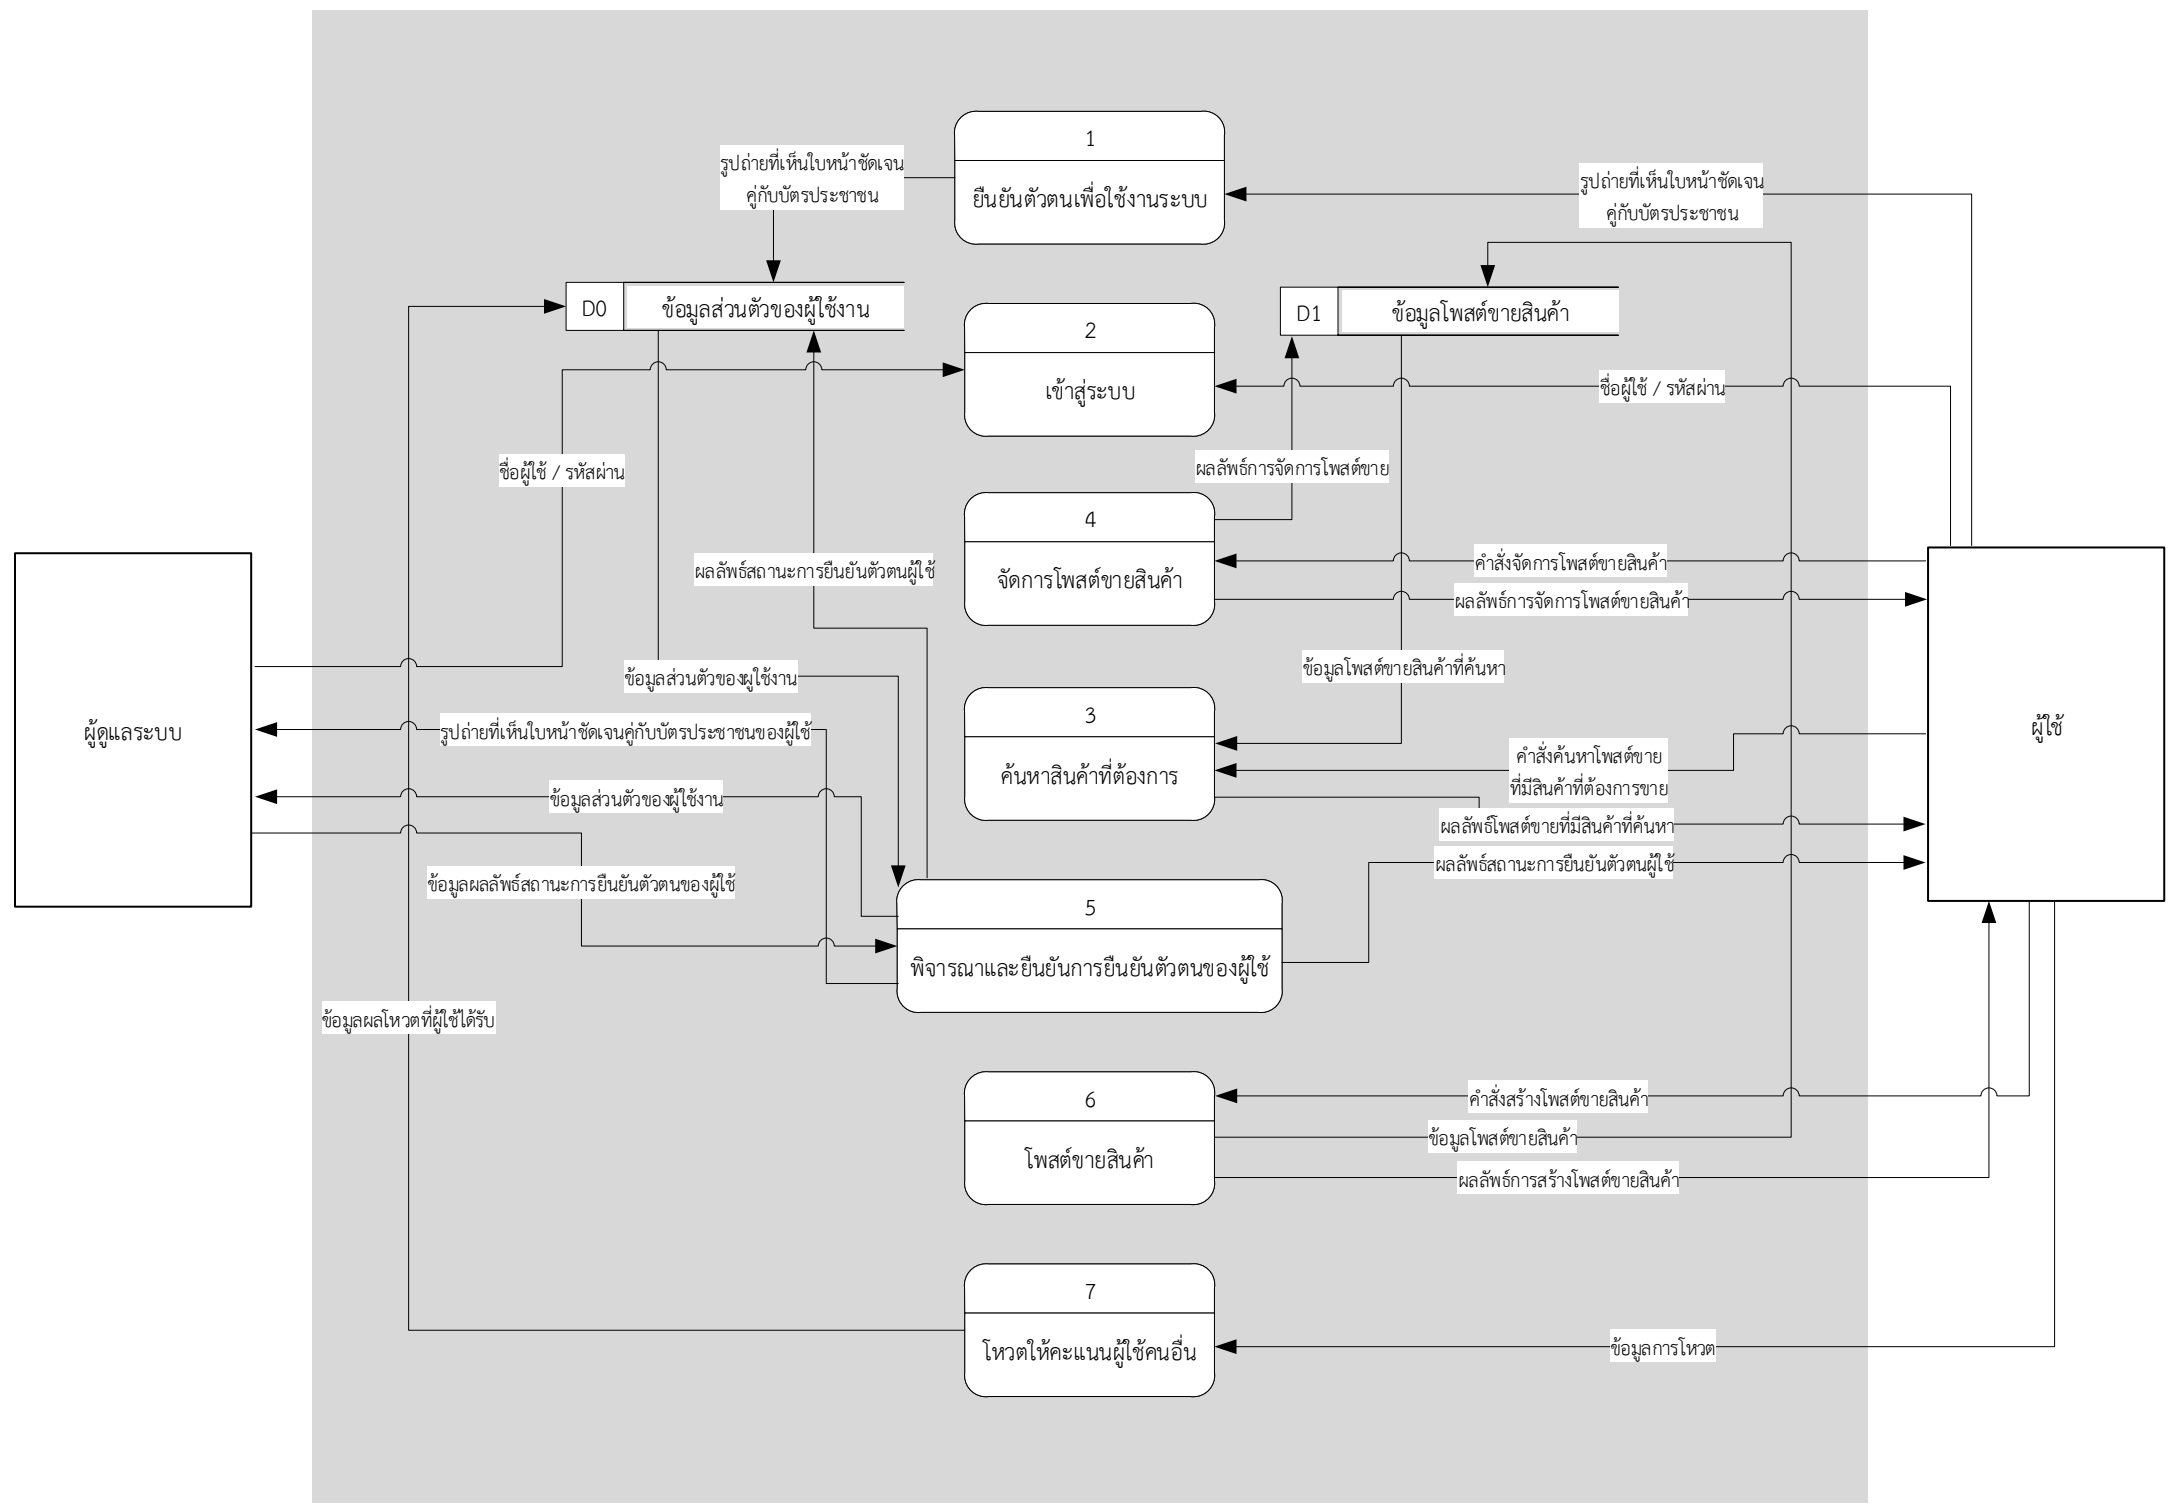 1
รูปถ่ายที่เห็นใบหน้าชัดเจน
คู่กับบัตรประชาชน
ยืนยันตัวตนเพื่อใช้งานระบบ
รูปถ่ายที่เห็นใบหน้าชัดเจน
คู่กับบัตรประชาชน
D0
ข้อมูลส่วนตัวของผู้ใช้งาน
2
เข้าสู่ระบบ
D1
ข้อมูลโพสต์ขายสินค้า
ชื่อผู้ใช้ / รหัสผ่าน
ชื่อผู้ใช้ / รหัสผ่าน
ผลลัพธ์การจัดการโพสต์ขาย
4
จัดการโพสต์ขายสินค้า
ผลลัพธ์สถานะการยืนยันตัวตนผู้ใช้
คำสั่งจัดการโพสต์ขายสินค้า
ผลลัพธ์การจัดการโพสต์ขายสินค้า
ข้อมูลส่วนตัวของผู้ใช้งาน
ข้อมูลโพสต์ขายสินค้าที่ค้นหา
ผู้ดูแลระบบ
รูปถ่ายที่เห็นใบหน้าชัดเจนคู่กับบัตรประชาชนของผู้ใช้
3
ค้นหาสินค้าที่ต้องการ
คำสั่งค้นหาโพสต์ขาย
ที่มีสินค้าที่ต้องการขาย
ผู้ใช้
ข้อมูลส่วนตัวของผู้ใช้งาน
ผลลัพธ์โพสต์ขายที่มีสินค้าที่ค้นหา
ผลลัพธ์สถานะการยืนยันตัวตนผู้ใช้
ข้อมูลผลลัพธ์สถานะการยืนยันตัวตนของผู้ใช้
5
พิจารณาและยืนยันการยืนยันตัวตนของผู้ใช้
ข้อมูลผลโหวตที่ผู้ใช้ได้รับ
6
โพสต์ขายสินค้า
คำสั่งสร้างโพสต์ขายสินค้า
ข้อมูลโพสต์ขายสินค้า
ผลลัพธ์การสร้างโพสต์ขายสินค้า
7
โหวตให้คะแนนผู้ใช้คนอื่น
ข้อมูลการโหวต